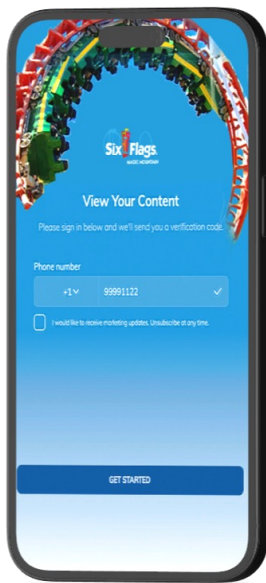 Six Flags
MAGIC MOUNTAIN
View Your Content
Please sign in below and we'll send you a verification code.
Phone number
+1 99991122
I would like to receive marketing updates. Unsubscribe at any time.
GET STARTED